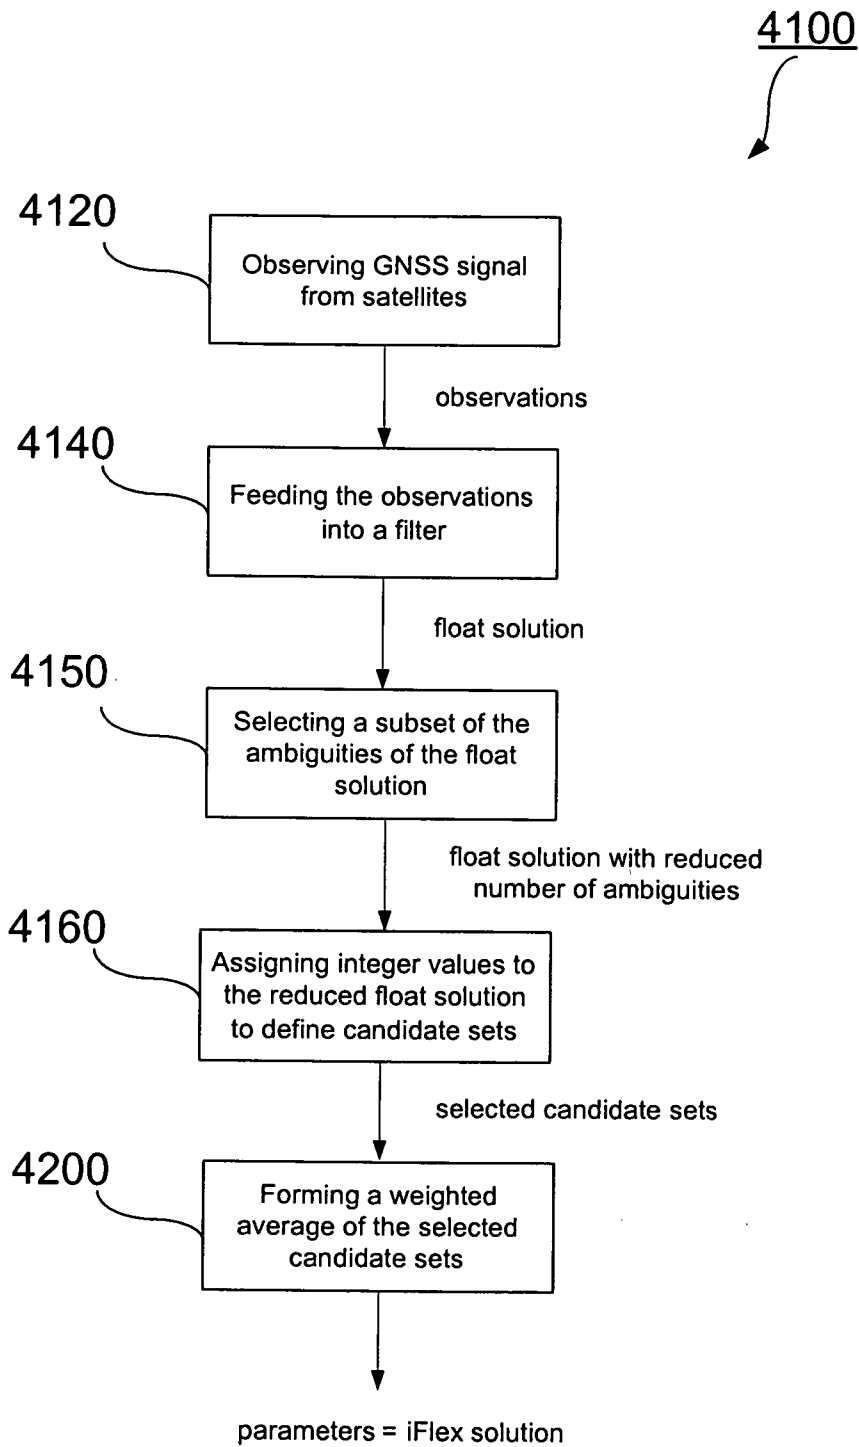 4100
4120
Observing GNSS signal
from satellites
observations
4140
Feeding the observations
into a filter
float solution
4150
Selecting a subset of the
ambiguities of the float
solution
float solution with reduced
number of ambiguities
4160
Assigning integer values to
the reduced float solution
to define candidate sets
selected candidate sets
4200
Forming a weighted
average of the selected
candidate sets
parameters = iFlex solution